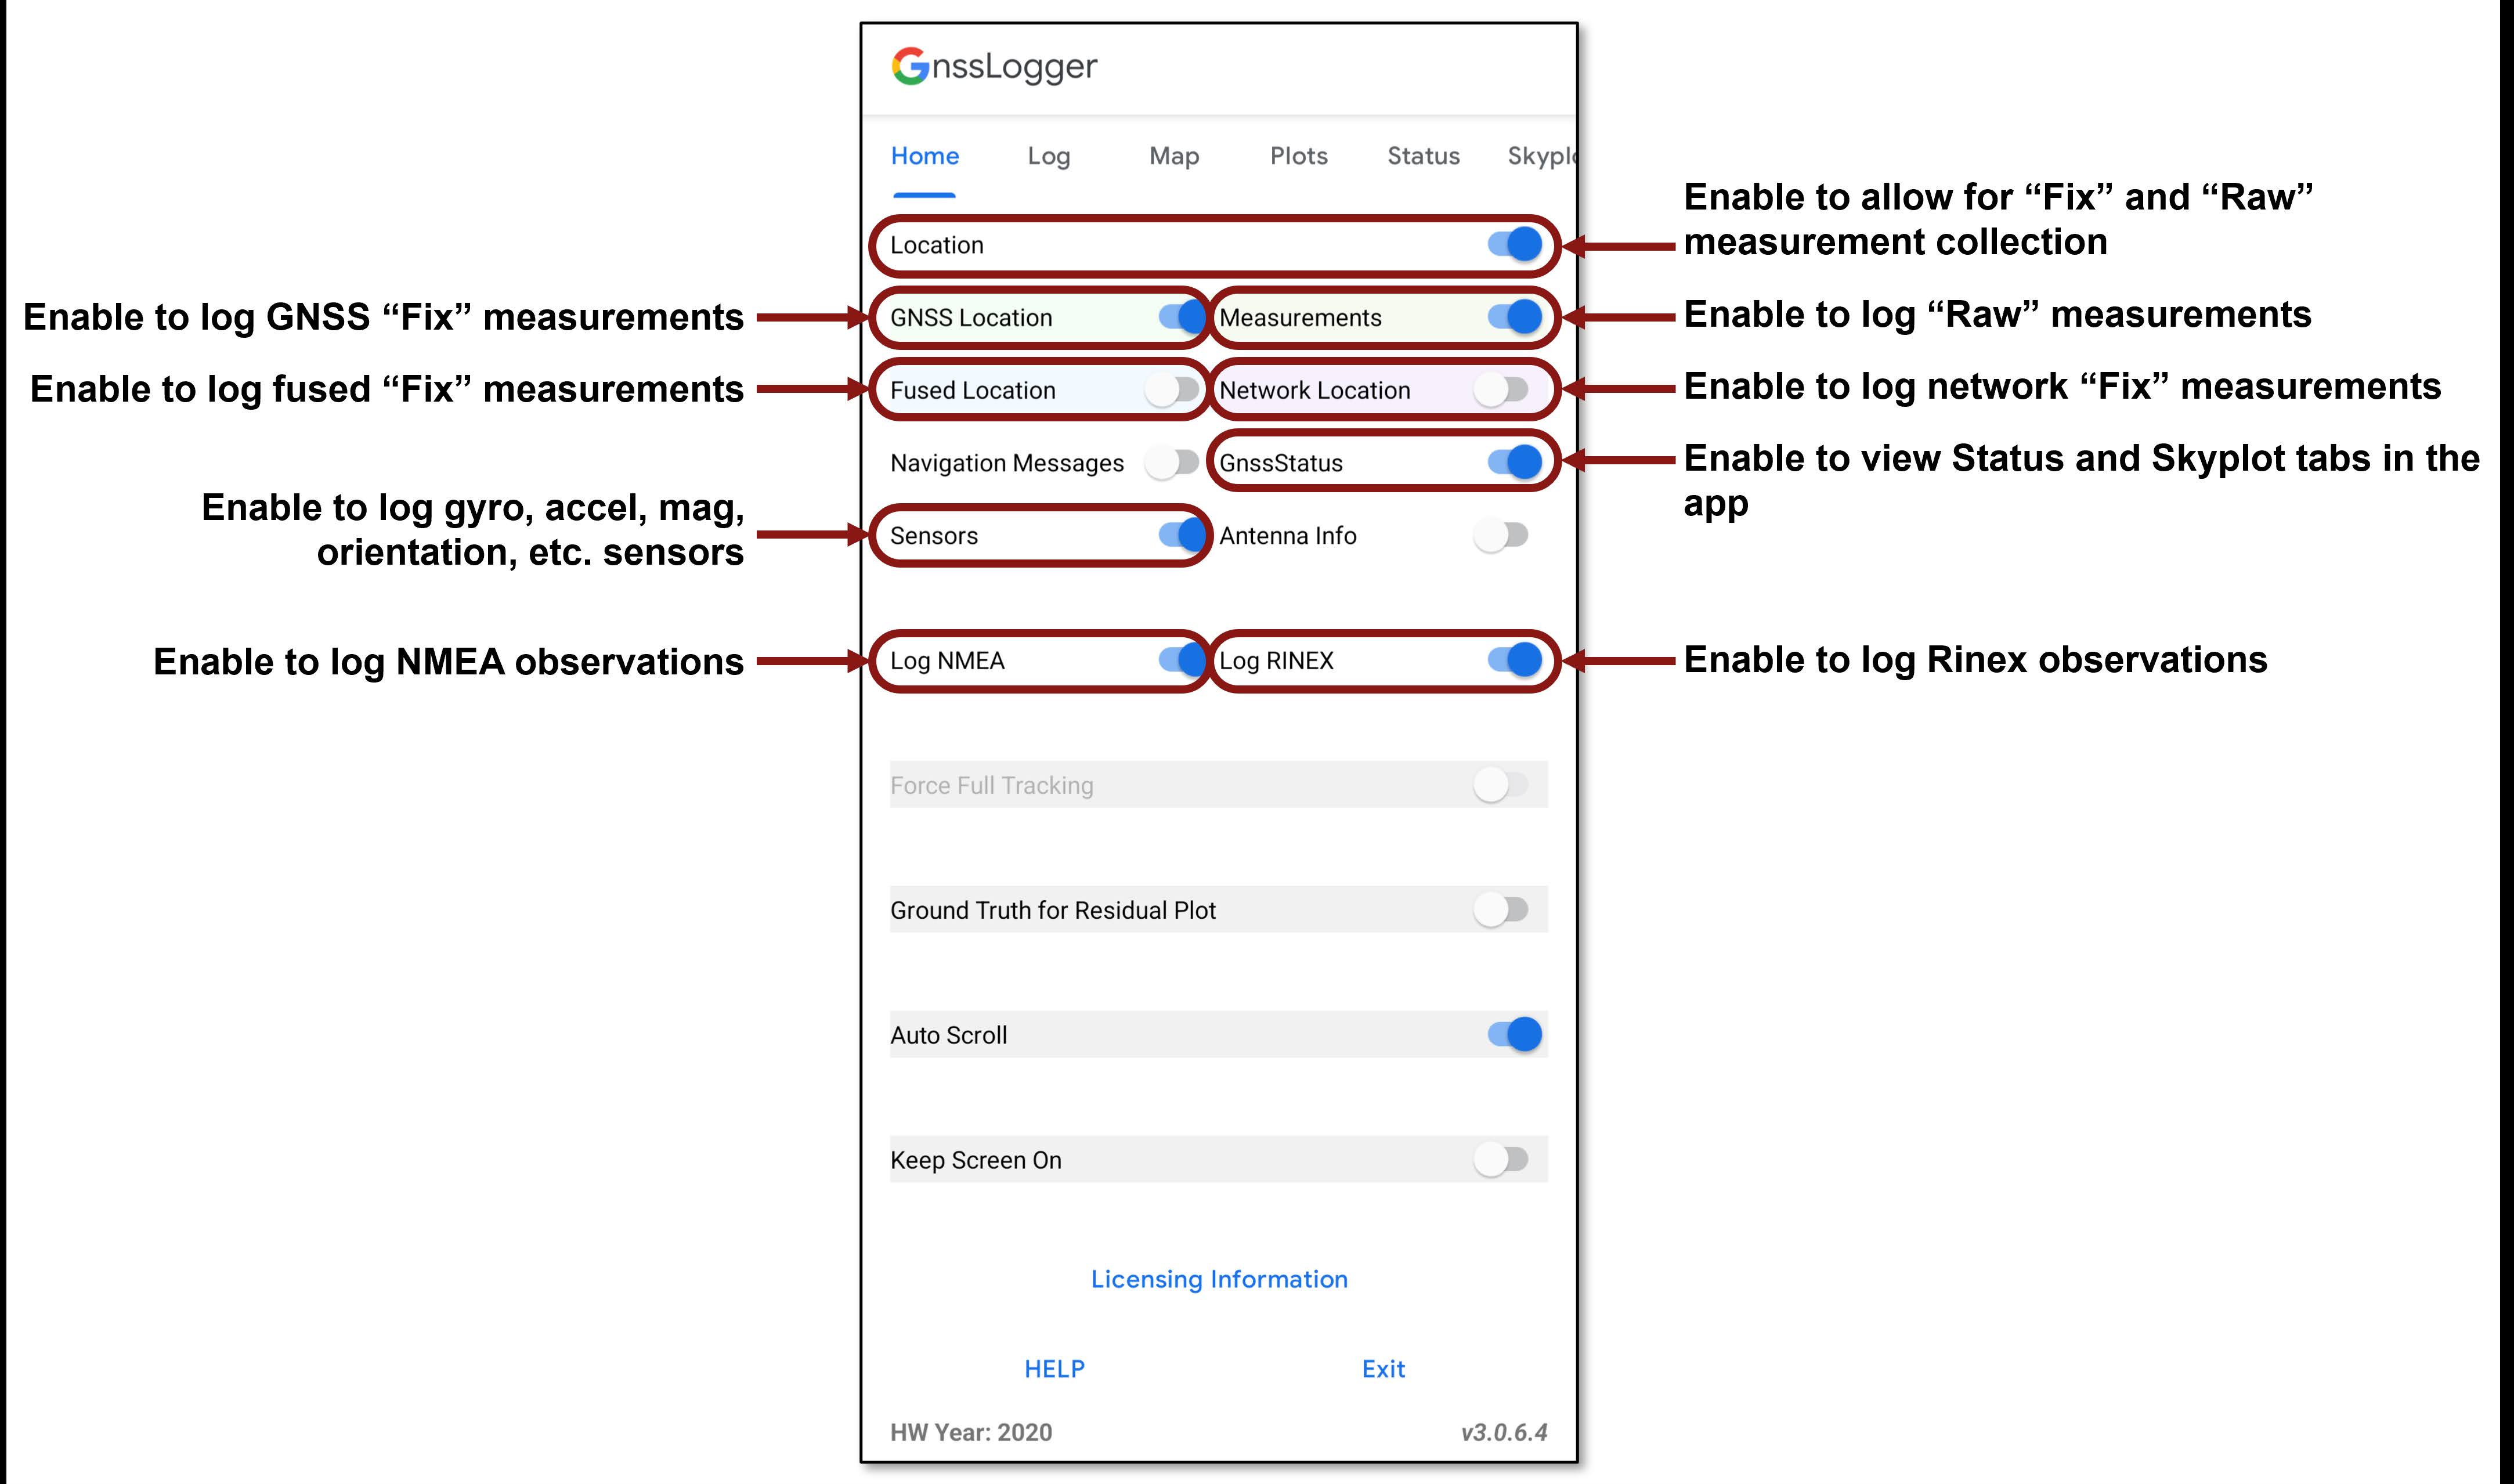 GnssLogger
Home Log Map Plots Status Skyplo
Enable to allow for “Fix” and “Raw”
measurement collection
Location
Enable to log GNSS “Fix” measurements
GNSS Location
Measurements
Enable to log “Raw” measurements
Enable to log fused “Fix” measurements
Fused Location
Network Location
Enable to log network “Fix” measurements
Navigation Messages
GnssStatus
Enable to view Status and Skyplot tabs in the
app
Enable to log gyro, accel, mag,
orientation, etc. sensors
Sensors
Antenna Info
Enable to log NMEA observations
Log NMEA
Log RINEX
Enable to log Rinex observations
Force Full Tracking
Ground Truth for Residual Plot
Auto Scroll
Keep Screen On
Licensing Information
HELP
Exit
HW Year: 2020
v3.0.6.4